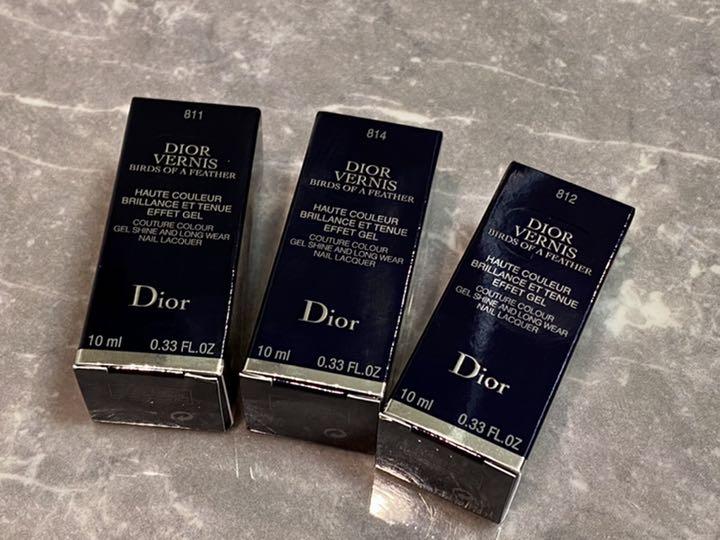 811
DIOR
VERNIS
BIRDS OF A FEATHER
HAUTE COULEUR
BRILLANCE ET TENUE
EFFET GEL
COUTURE COLOUR
GEL SHINE AND LONG WEAR
NAIL LACQUER
Dior
10 ml 0.33 FL.OZ
814
DIOR
VERNIS
BIRDS OF A FEATHER
HAUTE COULEUR
BRILLANCE ET TENUE
EFFET GEL
COUTURE COLOUR
GEL SHINE AND LONG WEAR
NAIL LACQUER
Dior
10 ml 0.33 FL.OZ
812
DIOR
VERNIS
BIRDS OF A FEATHER
HAUTE COULEUR
BRILLANCE ET TENUE
EFFET GEL
COUTURE COLOUR
GEL SHINE AND LONG WEAR
NAIL LACQUER
Dior
10 ml 0.33 FL.OZ